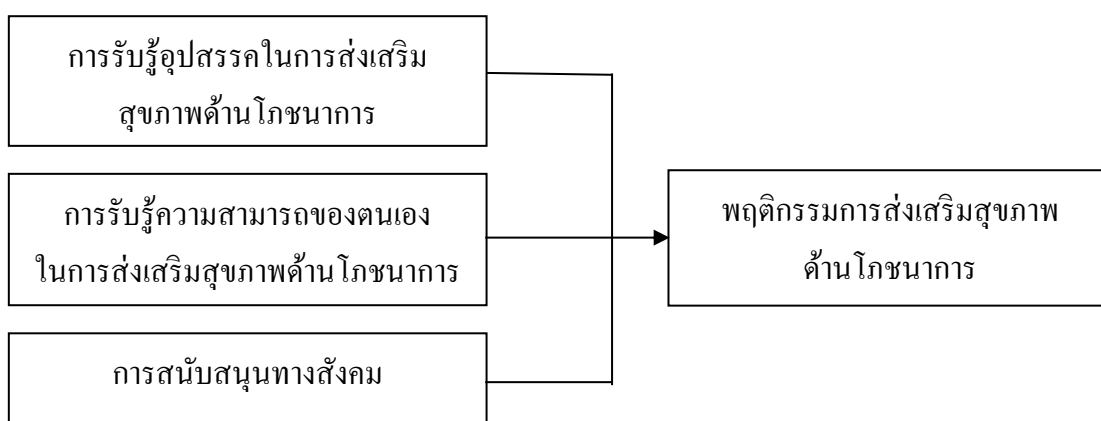 การรับรู้อุปสรรคในการส่งเสริม
สุขภาพด้านโภชนาการ
การรับรู้ความสามารถของตนเอง
ในการส่งเสริมสุขภาพด้านโภชนาการ
การสนับสนุนทางสังคม
พฤติกรรมการส่งเสริมสุขภาพ
ด้านโภชนาการ